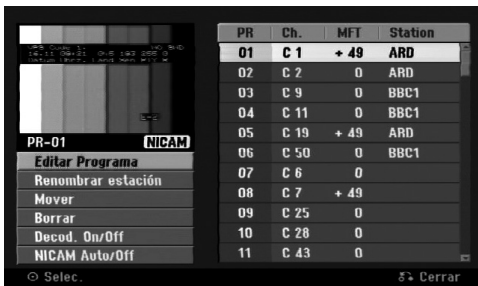 PR-01 NICAM
Editar Programa
Renombrar estación
Mover
Borrar
Decod. On/Off
NICAM Auto/Off
PR Ch. MFT Station
01 C 1 + 49 ARD
02 C 2 0 ARD
03 C 9 0 BBC1
04 C 11 0 BBC1
05 C 19 + 49 ARD
06 C 50 0 BBC1
07 C 6 0
08 C 7 + 49
09 C 25 0
10 C 28 0
11 C 43 0
Selec.
Cerrar